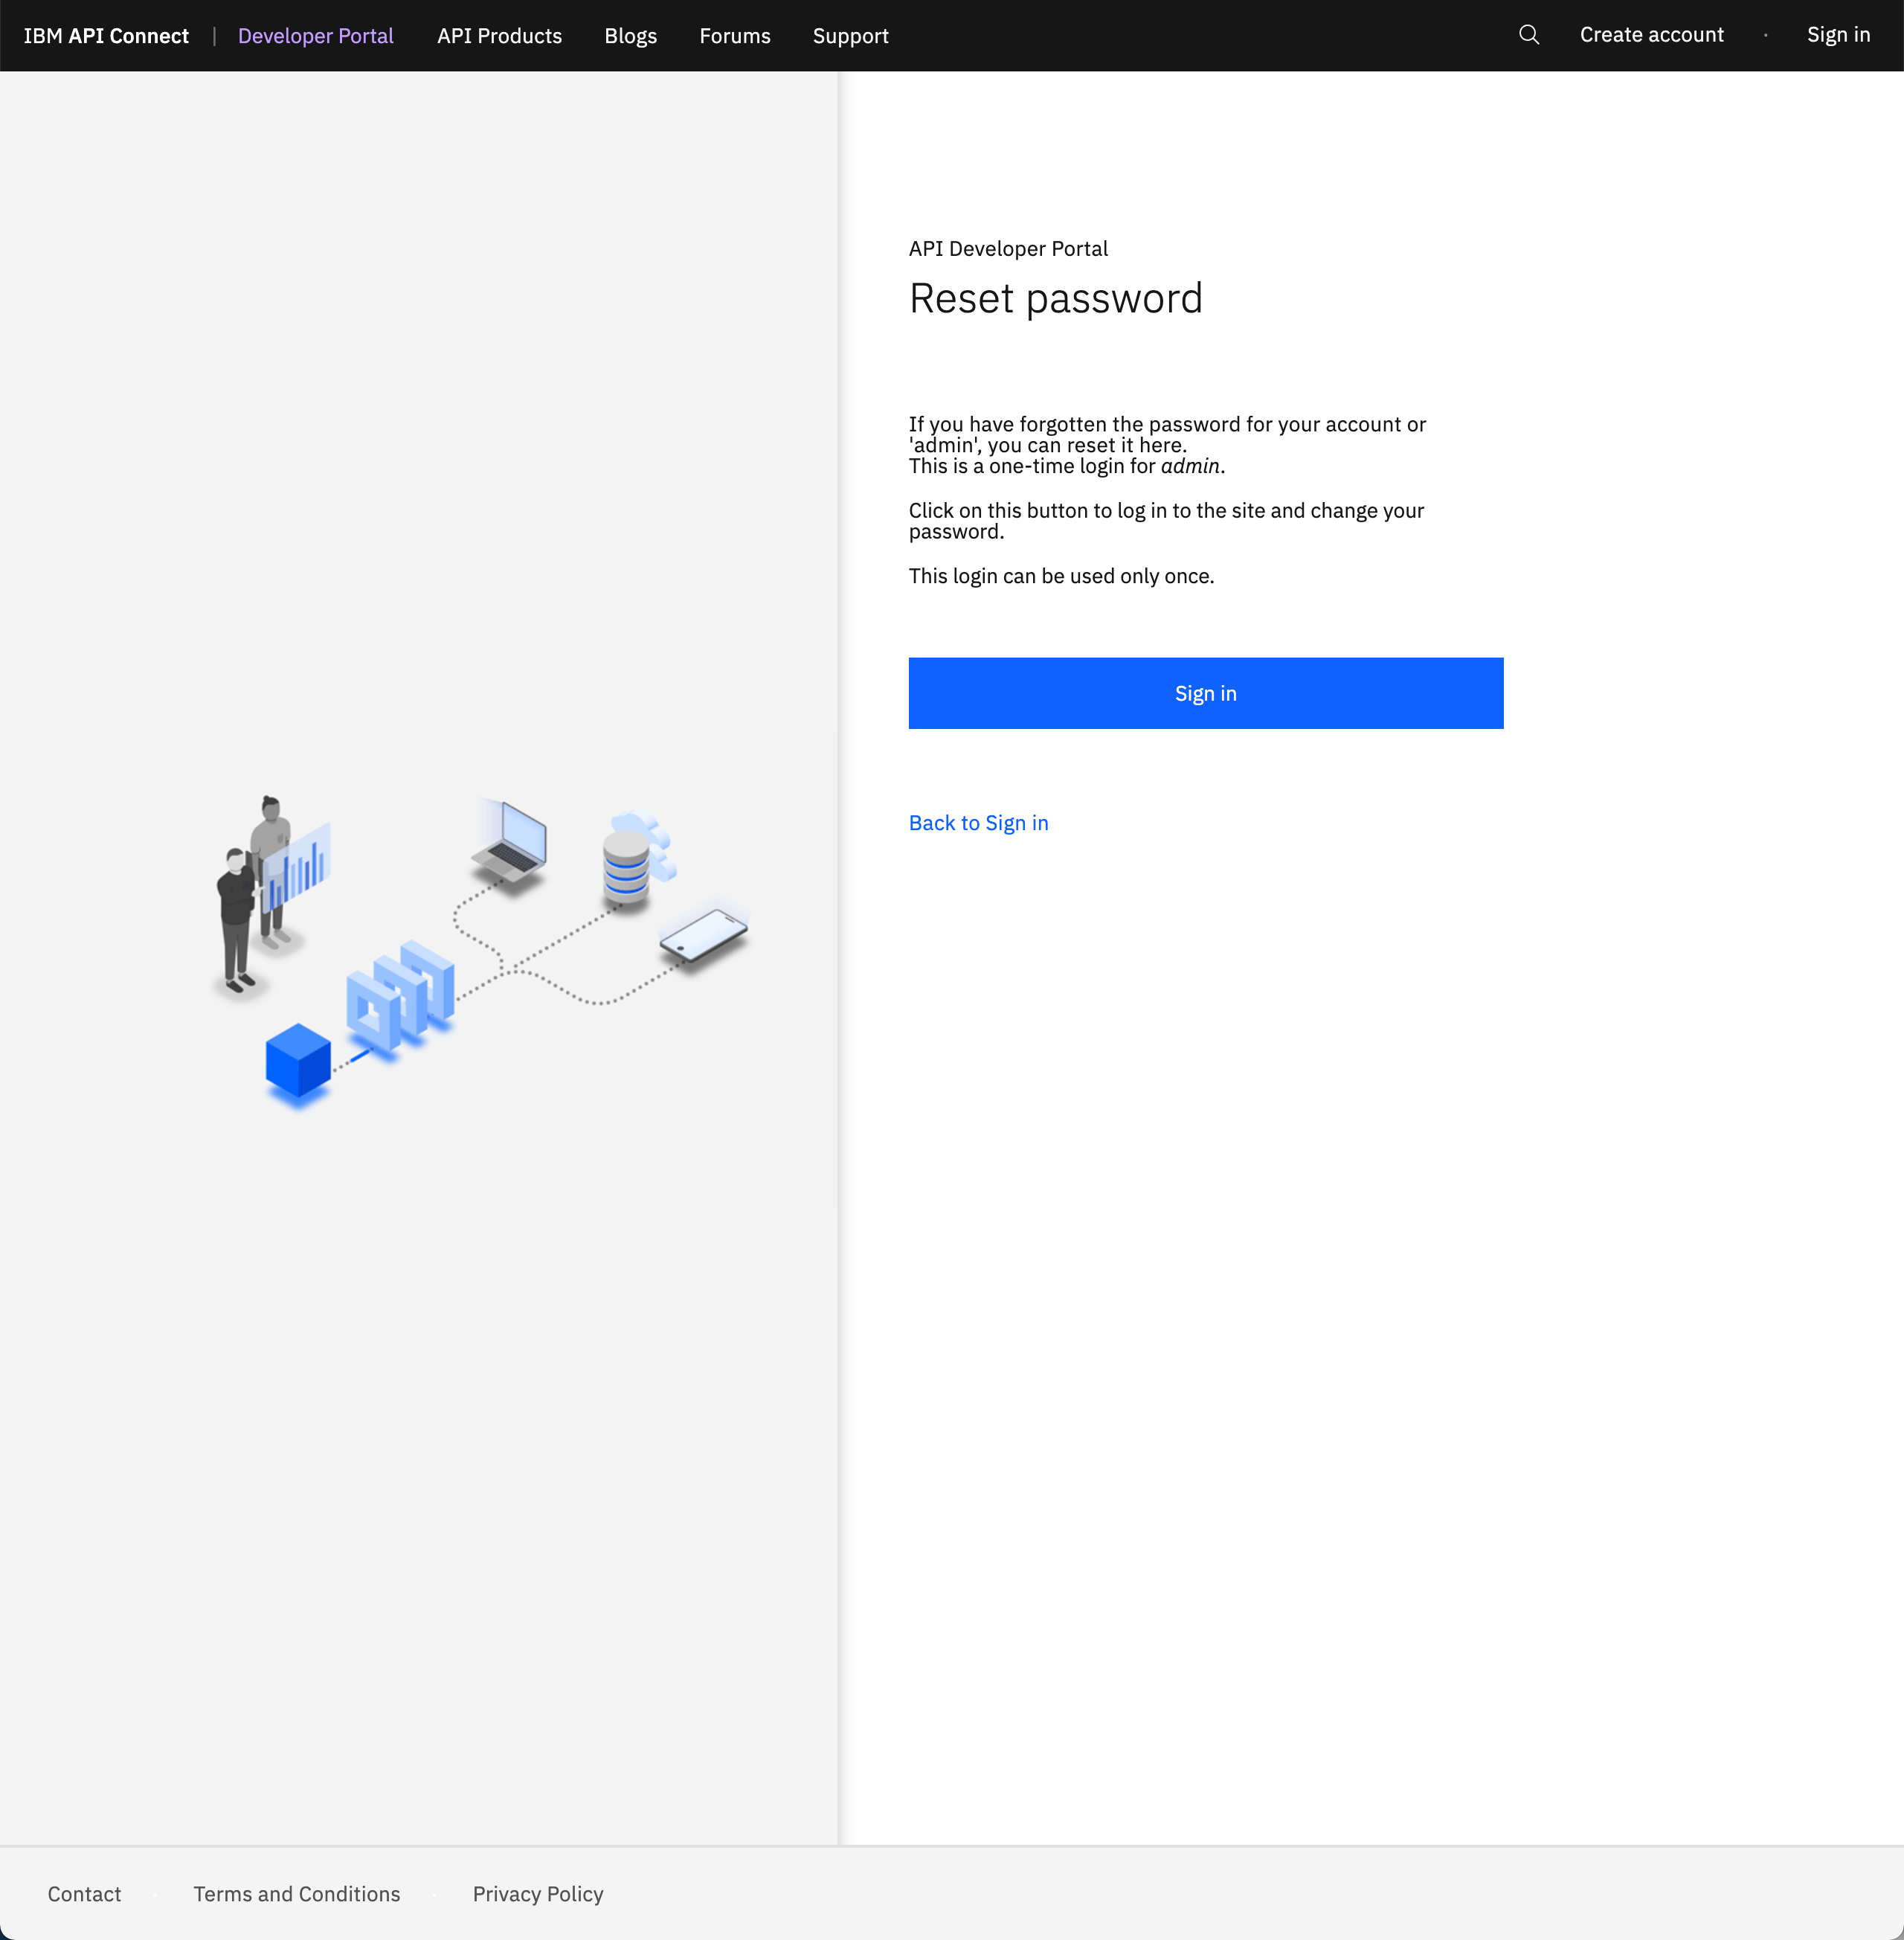 IBM API Connect | Developer Portal API Products Blogs Forums Support Create account · Sign in
API Developer Portal
Reset password
If you have forgotten the password for your account or
'admin', you can reset it here.
This is a one-time login for admin.
Click on this button to log in to the site and change your
password.
This login can be used only once.
Sign in
Back to Sign in
Contact · Terms and Conditions · Privacy Policy